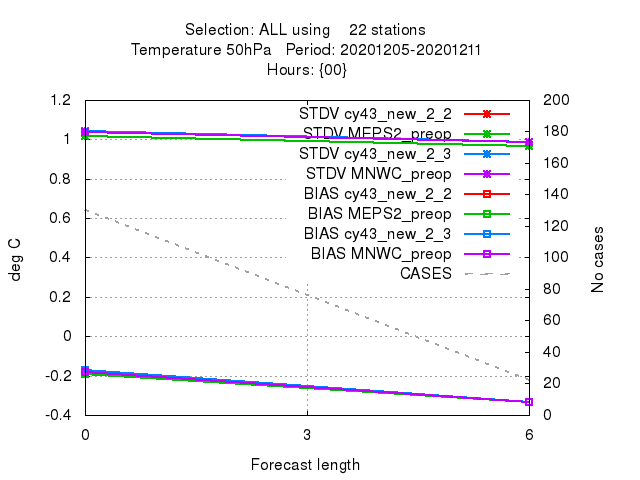 Selection: ALL using    22 stations
Temperature 50hPa   Period: 20201205-20201211
Hours: {00}
1.2
1
0.8
0.6
0.4
0.2
0
-0.2
-0.4
deg C
200
180
160
140
120
100
80
60
40
20
0
No cases
STDV cy43_new_2_2
STDV MEPS2_preop
STDV cy43_new_2_3
STDV MNWC_preop
BIAS cy43_new_2_2
BIAS MEPS2_preop
BIAS cy43_new_2_3
BIAS MNWC_preop
CASES
0 3 6
Forecast length